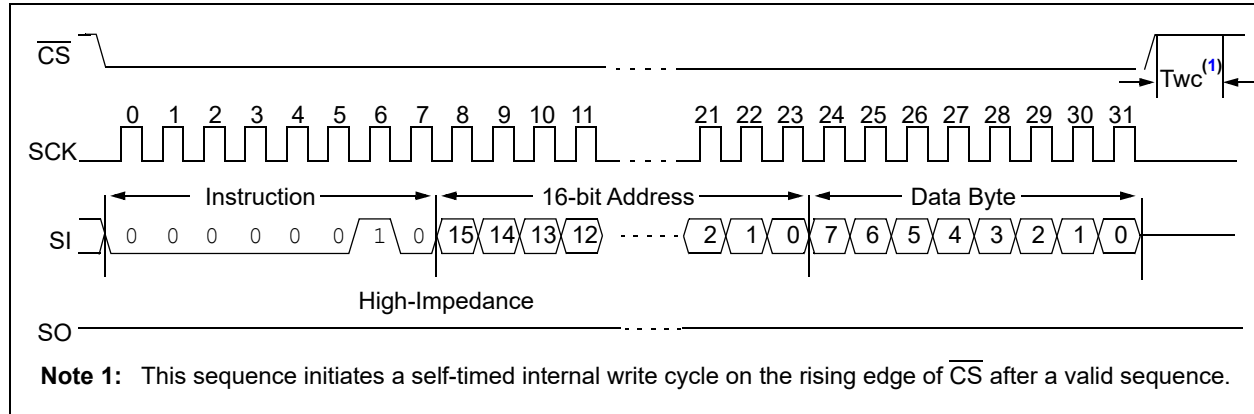 CS
Twc(1)
0 1 2 3 4 5 6 7 8 9 10 11 21 22 23 24 25 26 27 28 29 30 31
SCK
Instruction 16-bit Address Data Byte
SI 0 0 0 0 0 0 1 0 15 14 13 12 2 1 0 7 6 5 4 3 2 1 0
High-Impedance
SO
Note 1: This sequence initiates a self-timed internal write cycle on the rising edge of CS after a valid sequence.